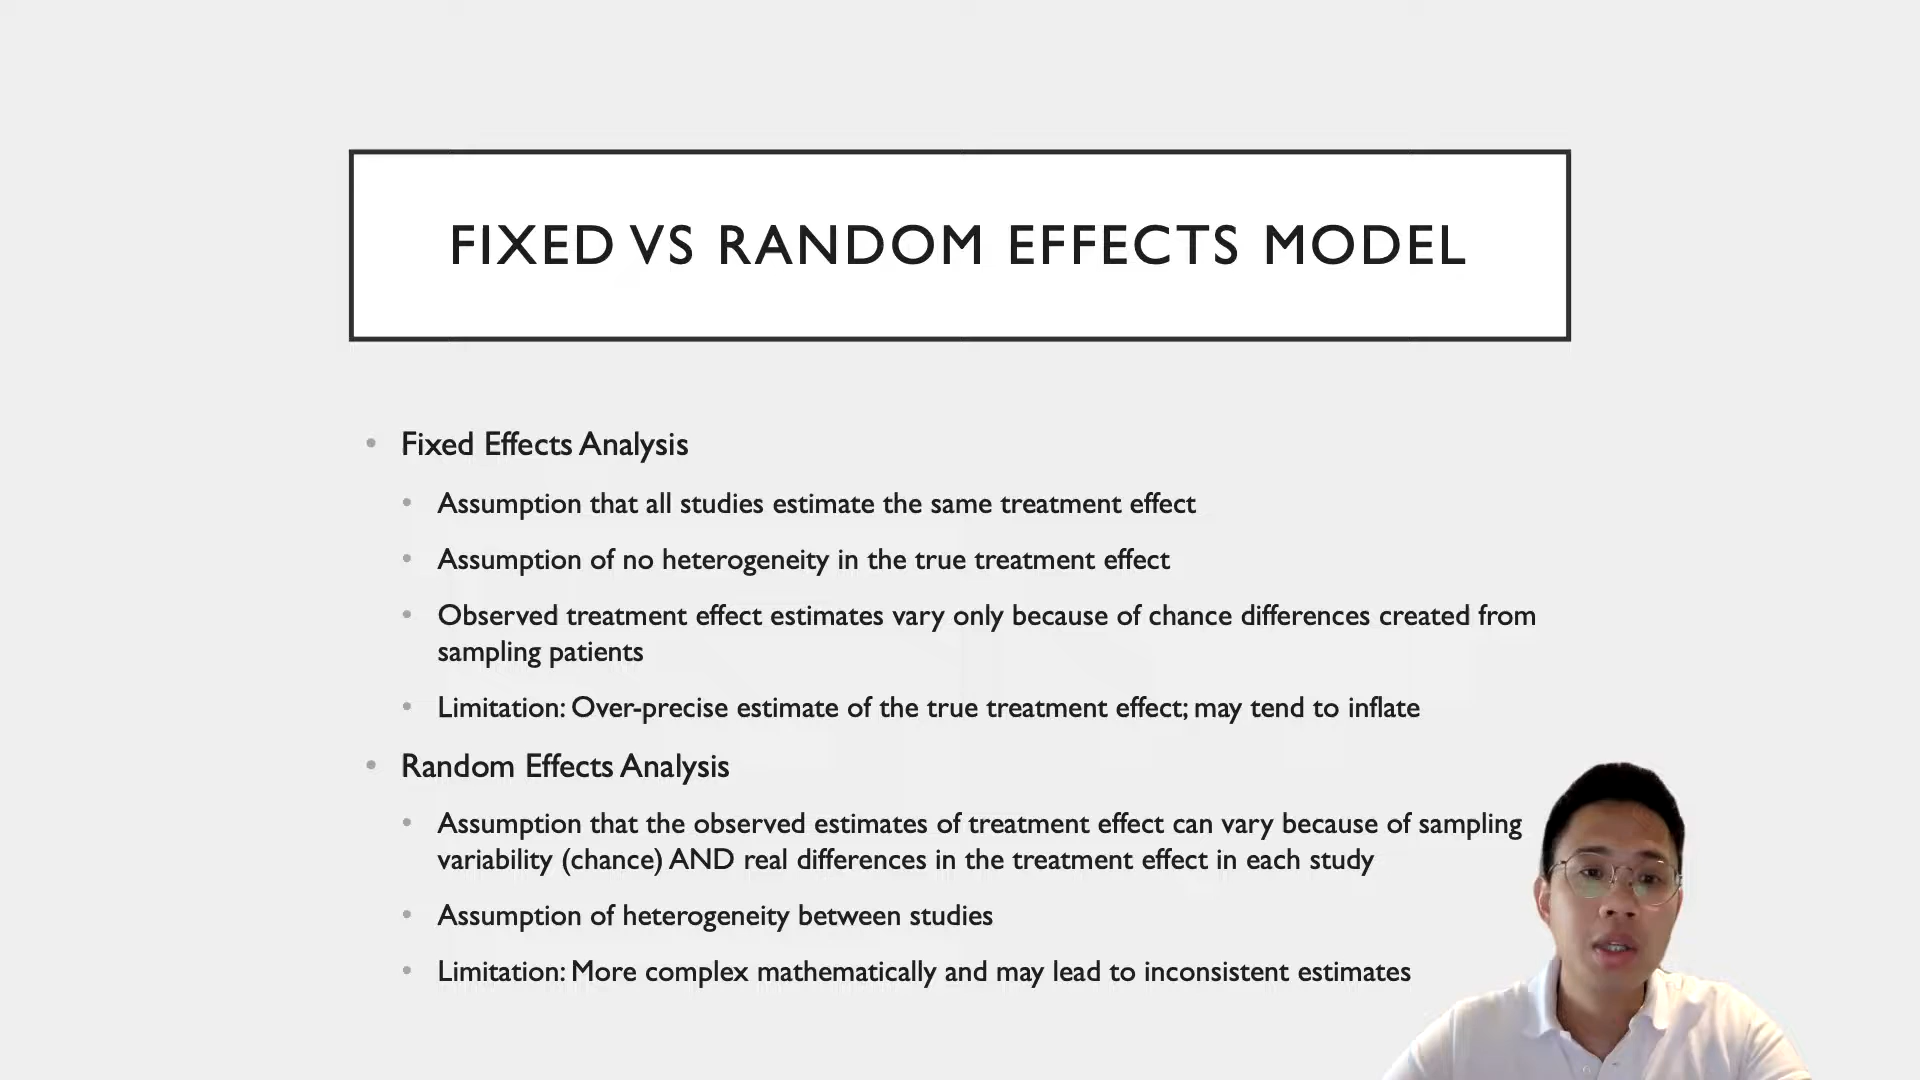 FIXED VS RANDOM EFFECTS MODEL
Fixed Effects Analysis
Assumption that all studies estimate the same treatment effect
Assumption of no heterogeneity in the true treatment effect
Observed treatment effect estimates vary only because of chance differences created from
sampling patients
Limitation: Over-precise estimate of the true treatment effect; may tend to inflate
Random Effects Analysis
Assumption that the observed estimates of treatment effect can vary because of sampling
variability (chance) AND real differences in the treatment effect in each study
Assumption of heterogeneity between studies
Limitation: More complex mathematically and may lead to inconsistent estimates